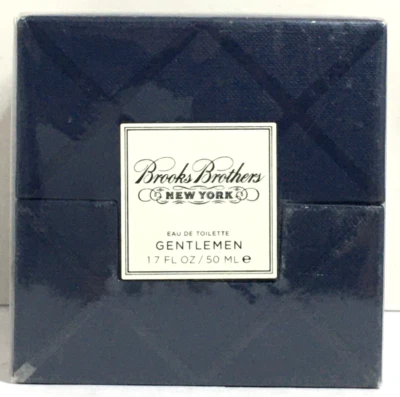 Brooks Brothers
NEW YORK
EAU DE TOILETTE
GENTLEMEN
1.7 FL OZ / 50 ML ℮